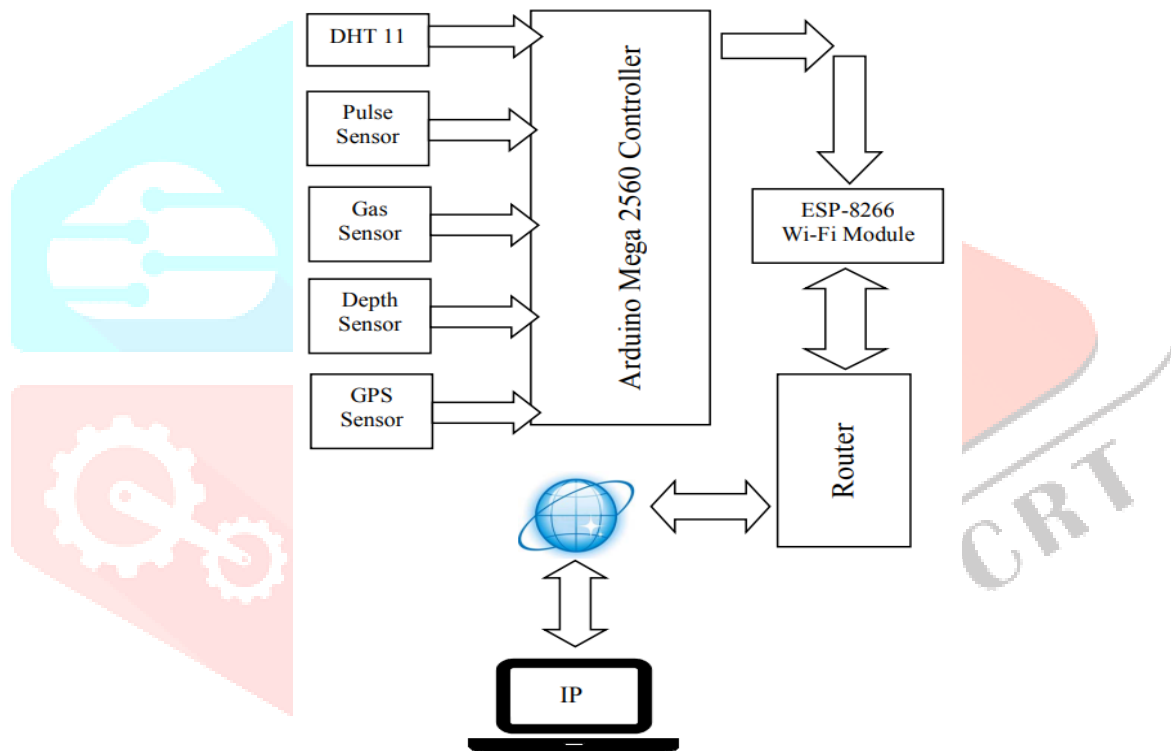 DHT 11
Pulse
Sensor
Gas
Sensor
Depth
Sensor
GPS
Sensor
Arduino Mega 2560 Controller
ESP-8266
Wi-Fi Module
Router
IP
CRT